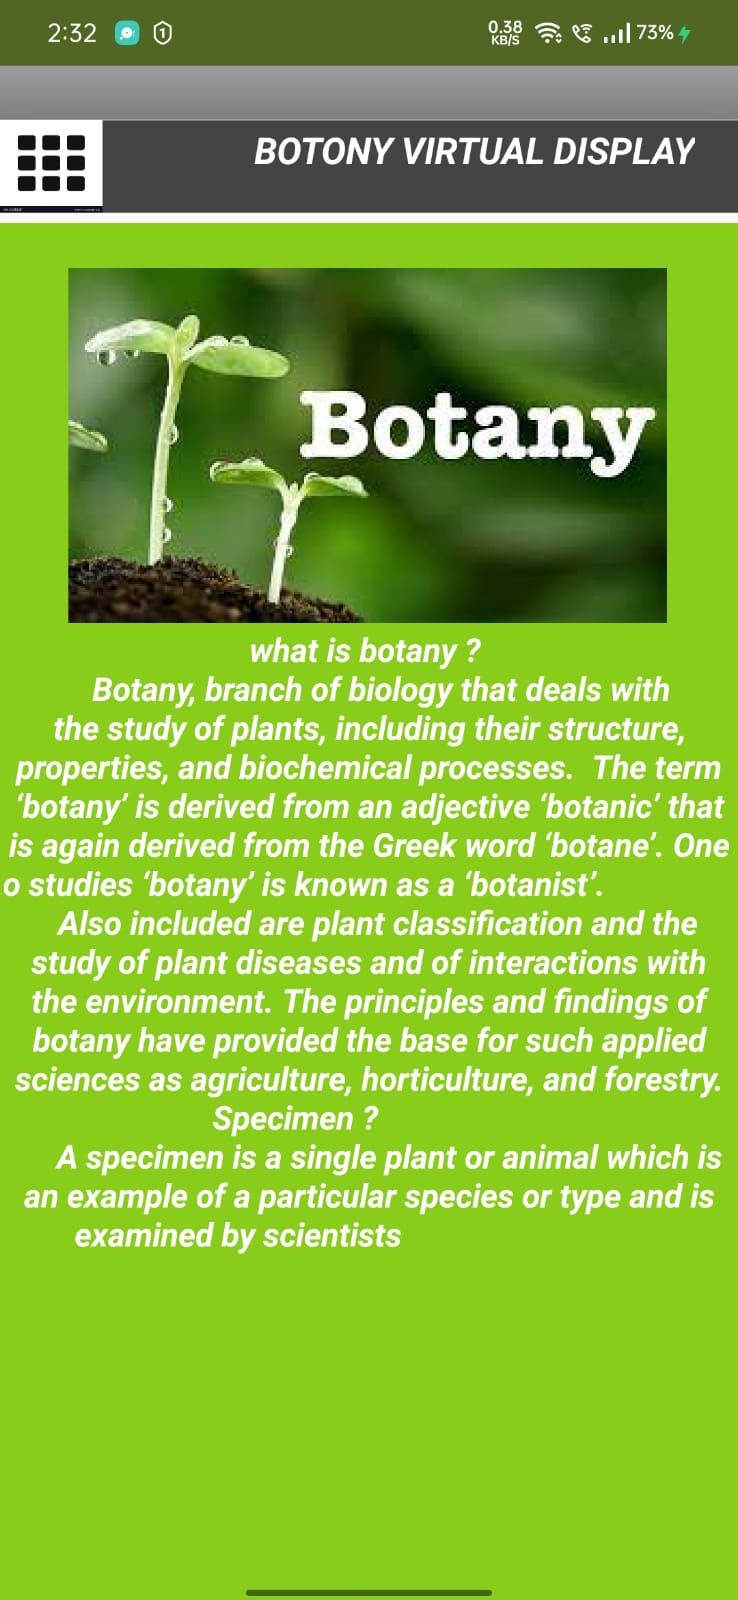 2:32
0.38
KB/S
73%
BOTONY VIRTUAL DISPLAY
Botany
what is botany ?
Botany, branch of biology that deals with
the study of plants, including their structure,
properties, and biochemical processes.  The term
‘botany’ is derived from an adjective ‘botanic’ that
is again derived from the Greek word ‘botane’. One
o studies ‘botany’ is known as a ‘botanist’.
Also included are plant classification and the
study of plant diseases and of interactions with
the environment. The principles and findings of
botany have provided the base for such applied
sciences as agriculture, horticulture, and forestry.
Specimen ?
A specimen is a single plant or animal which is
an example of a particular species or type and is
examined by scientists